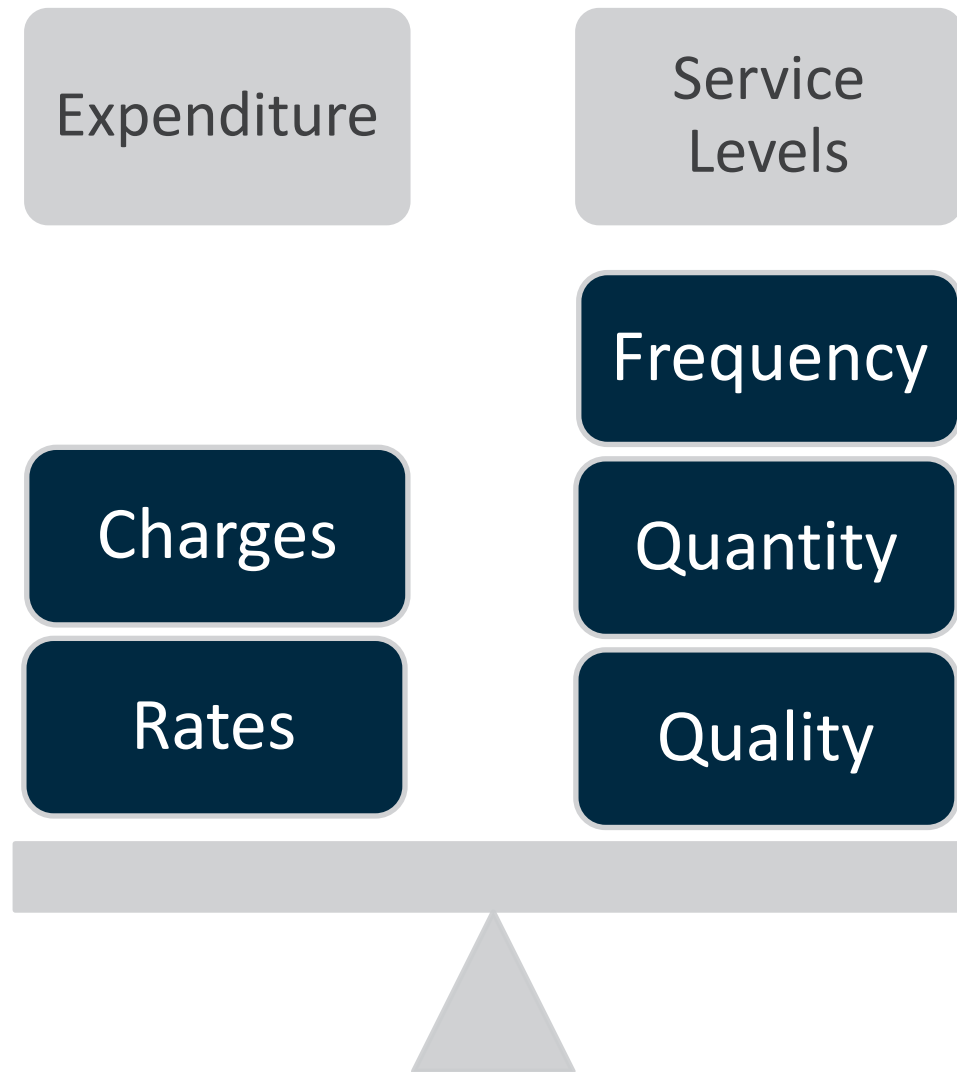 Expenditure
Service
Levels
Frequency
Charges
Quantity
Rates
Quality